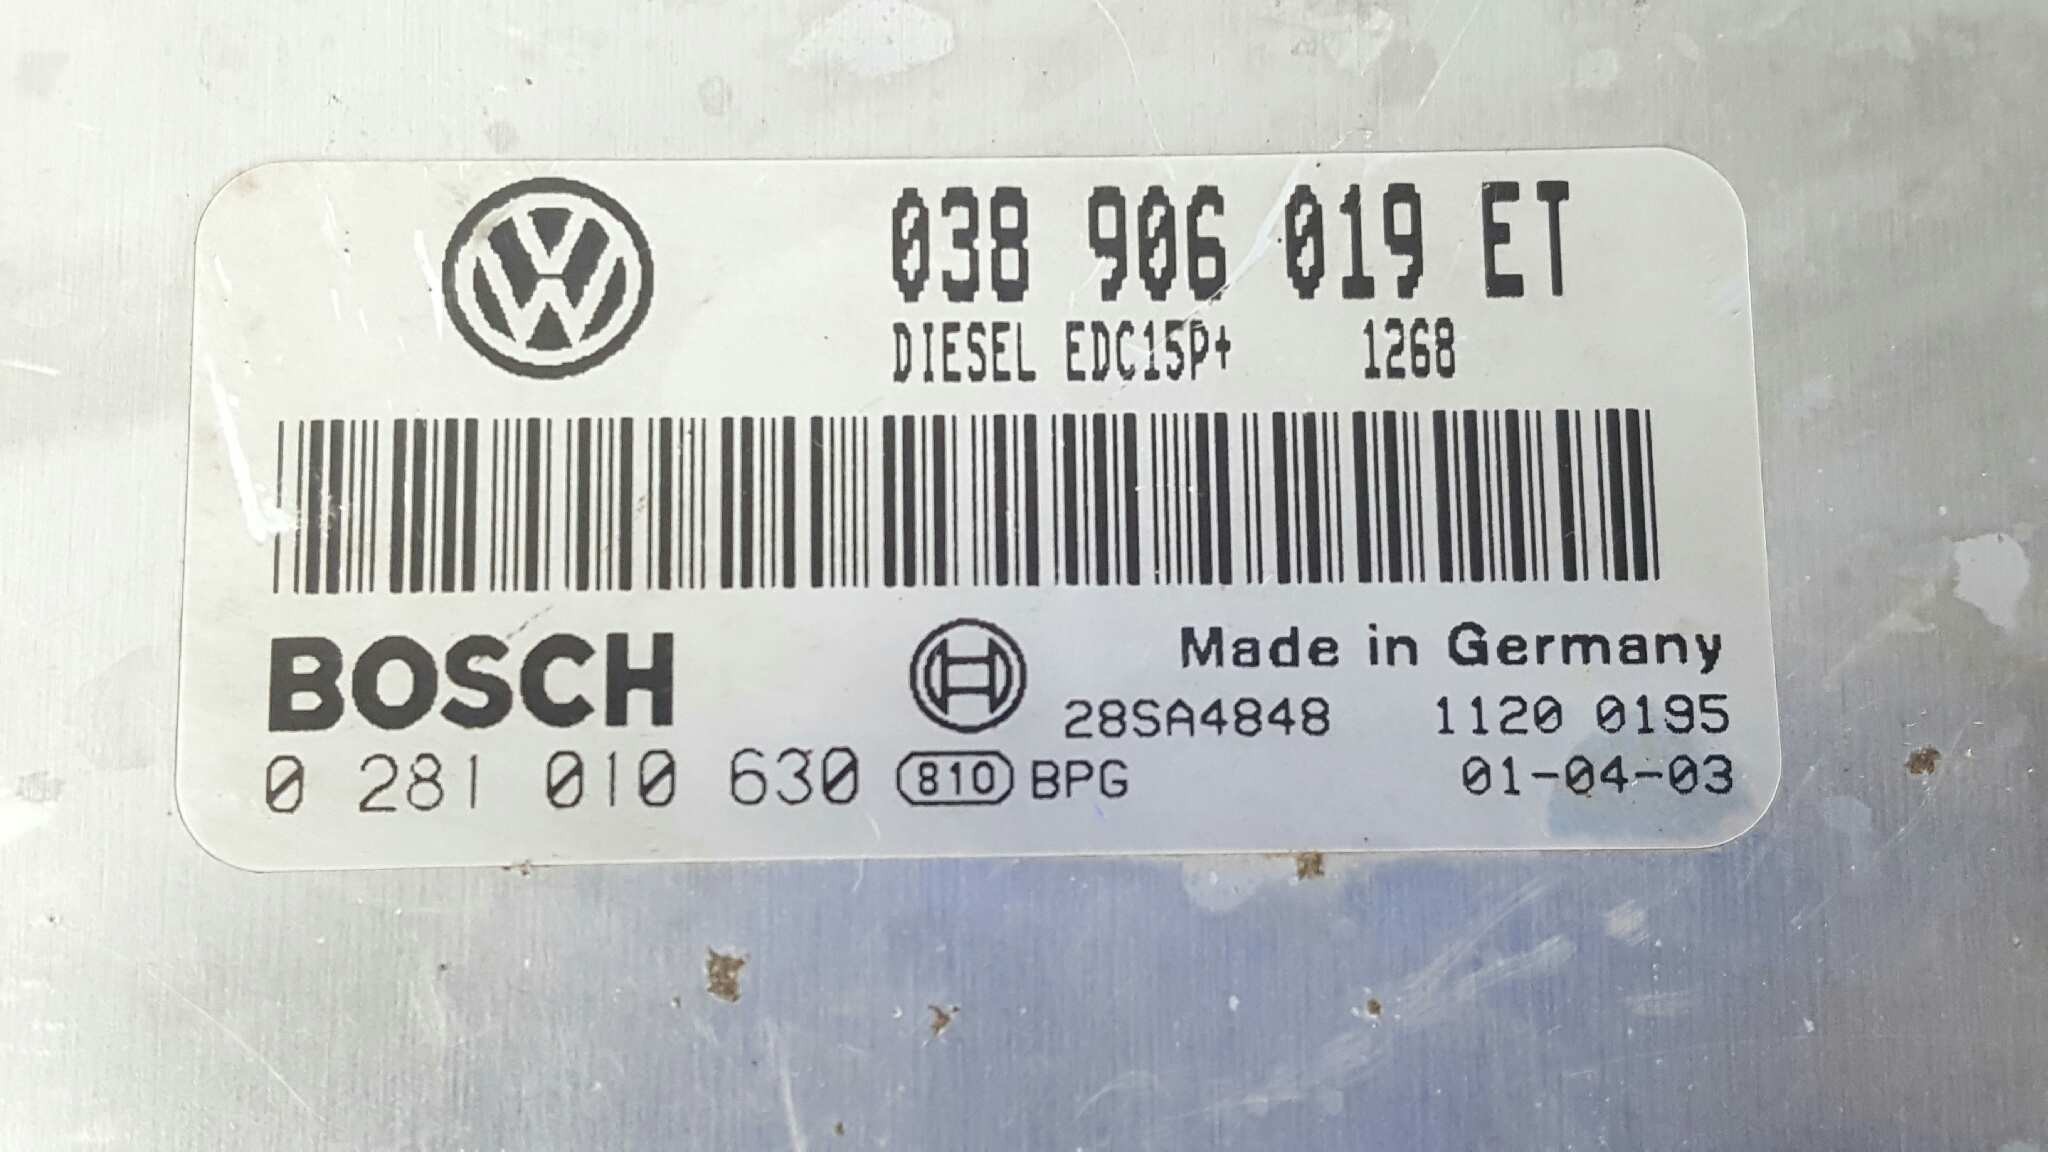 038 906 019 ET
DIESEL EDC15P+ 1268
BOSCH
Made in Germany
28SA4848 1120 0195
0 281 010 630 810 BPG 01-04-03